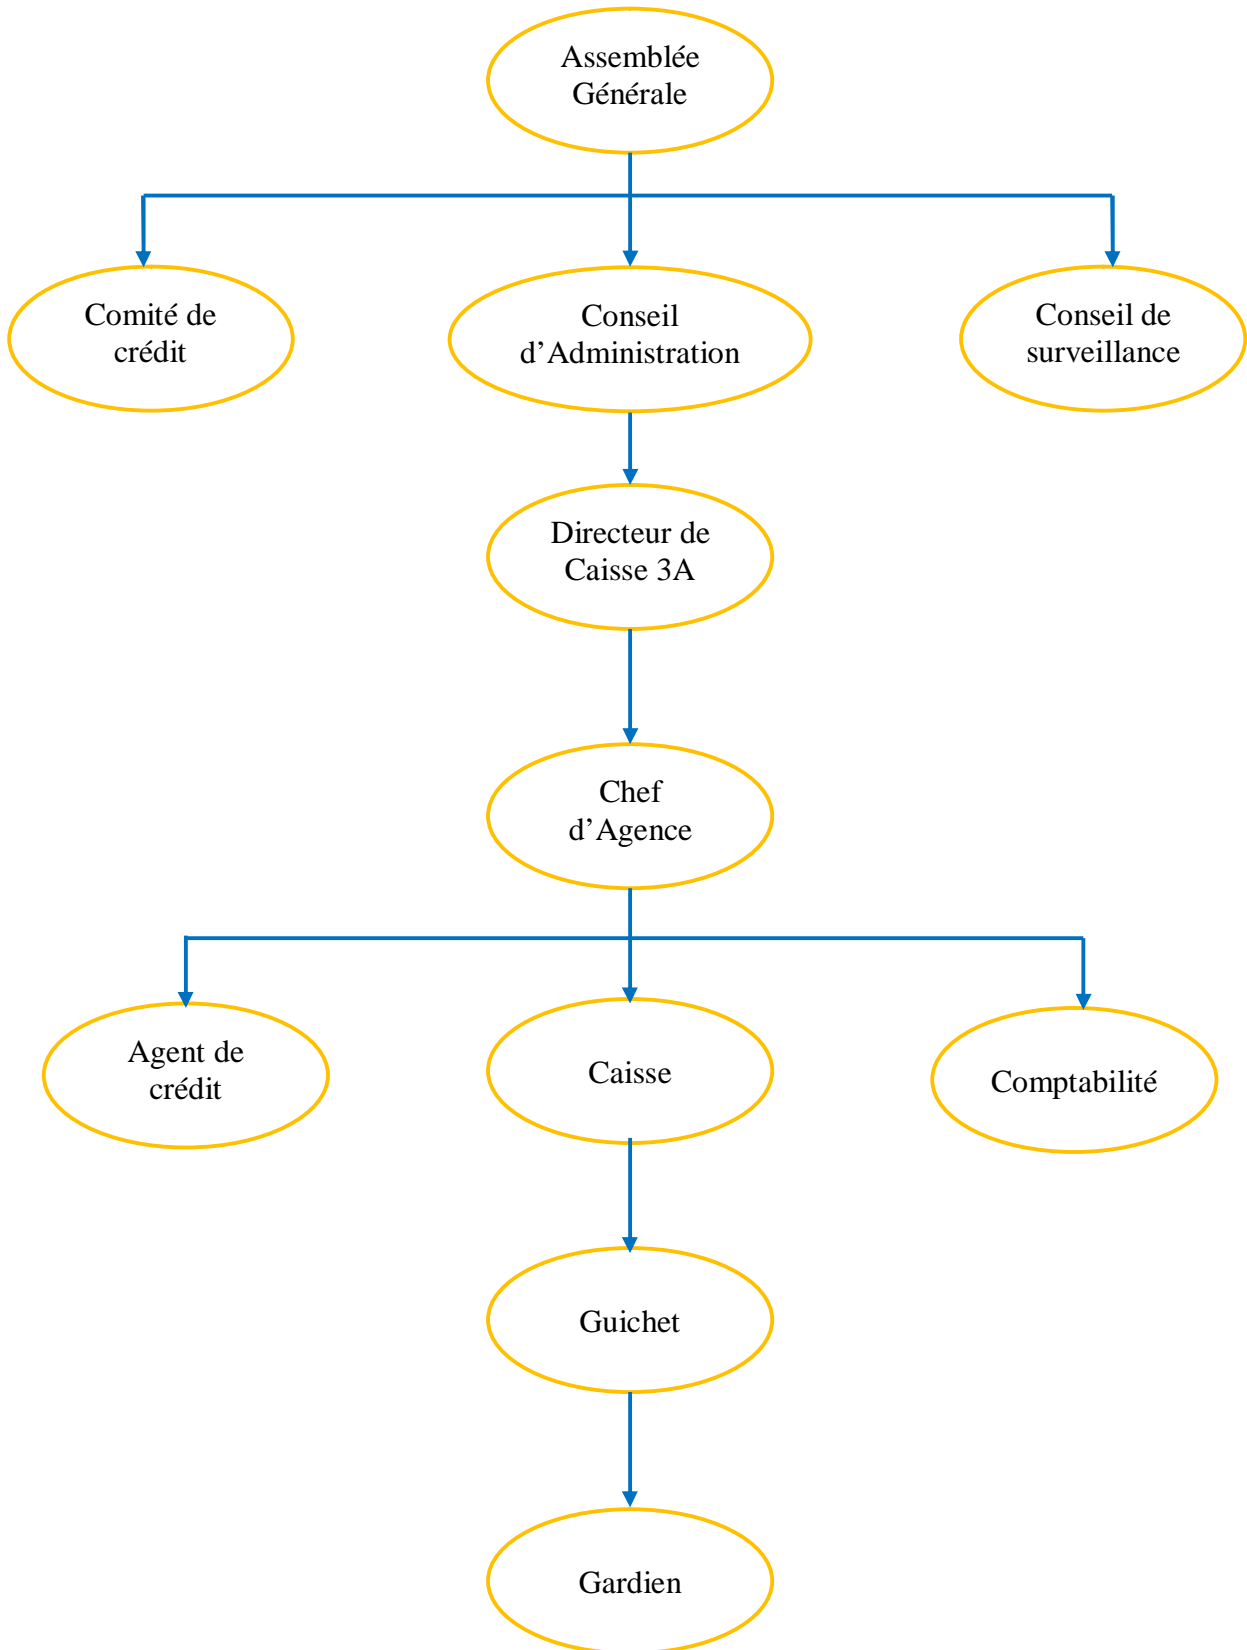 Assemblée
Générale
Comité de
crédit
Conseil
d’Administration
Conseil de
surveillance
Directeur de
Caisse 3A
Chef
d’Agence
Agent de
crédit
Caisse
Comptabilité
Guichet
Gardien